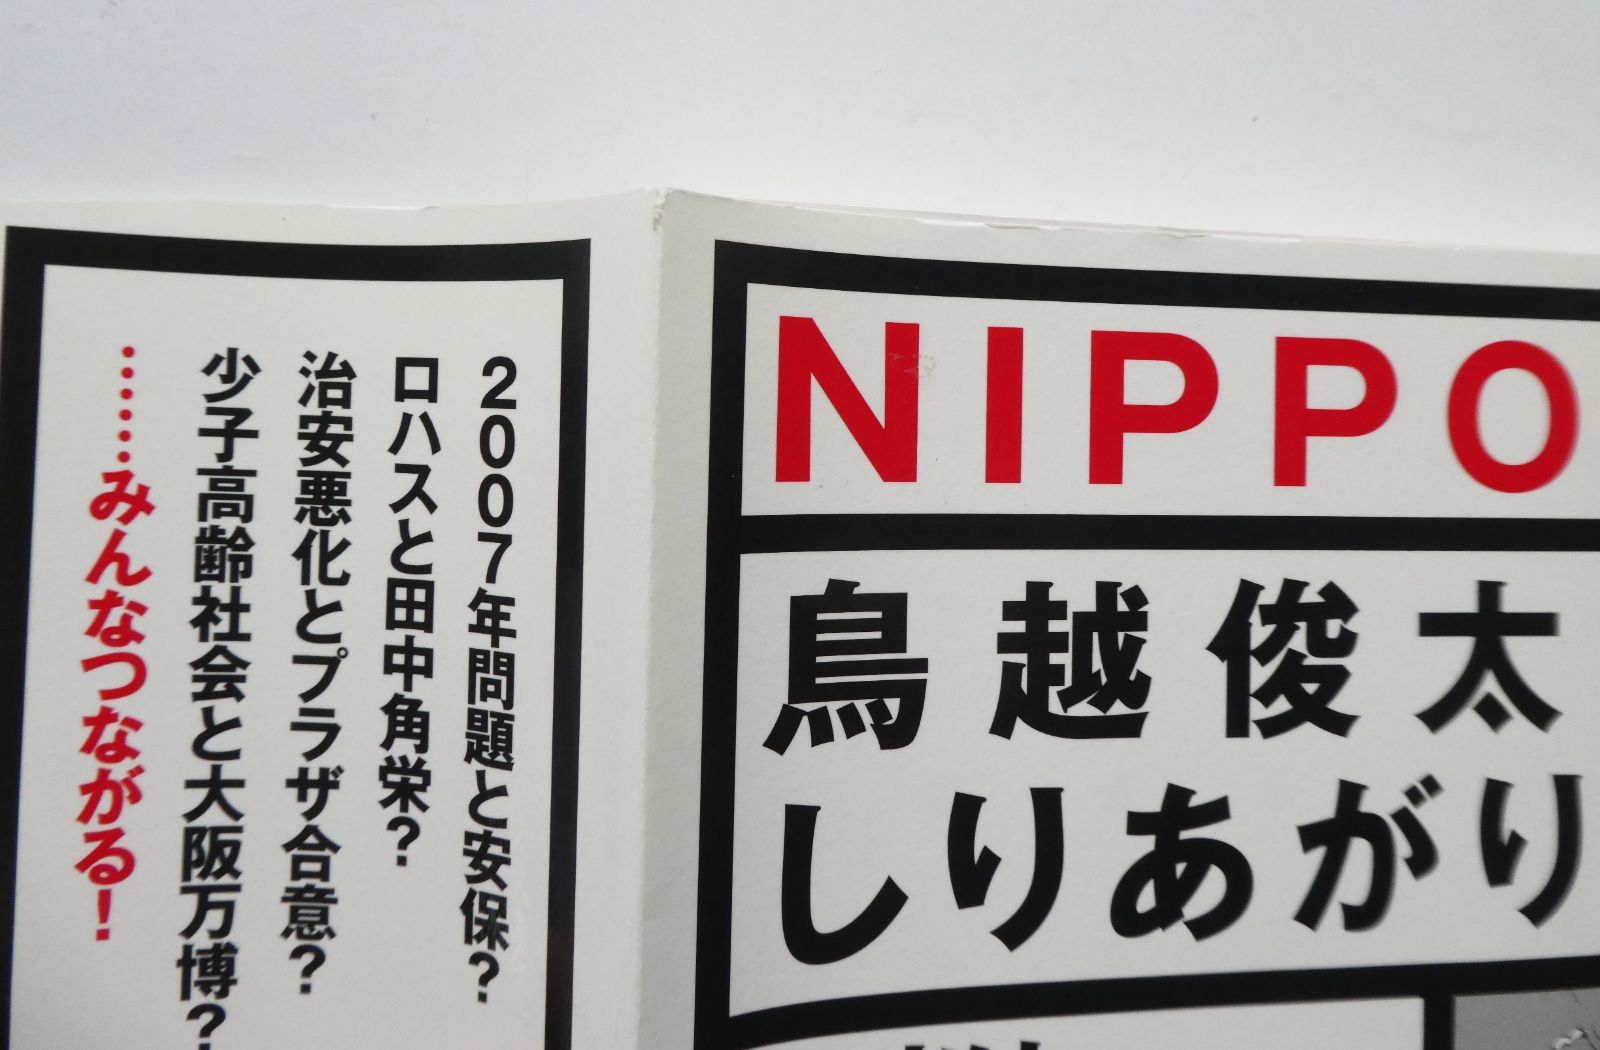 2007年問題と安保?
ロハスと田中角栄?
治安悪化とプラザ合意?
少子高齢社会と大阪万博?
……みんなつながる!
NIPPO
鳥越俊太
しりあがり